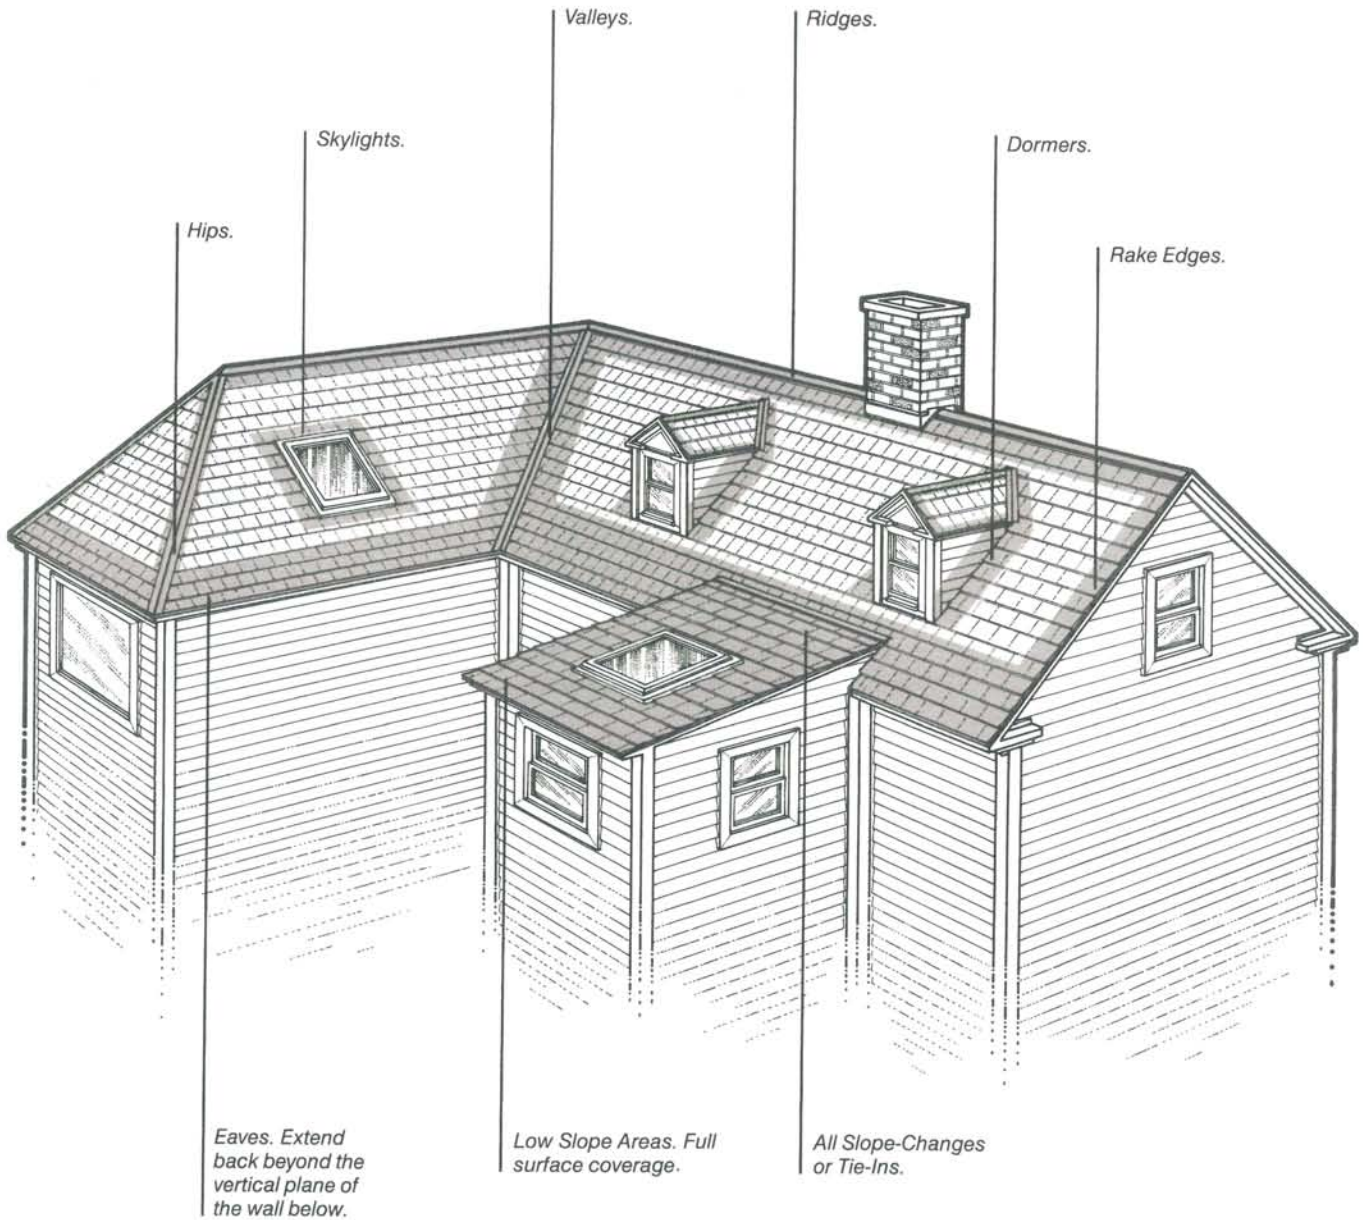 Valleys.
Ridges.
Skylights.
Dormers.
Hips.
Rake Edges.
Eaves. Extend
back beyond the
vertical plane of
the wall below.
Low Slope Areas. Full
surface coverage.
All Slope-Changes
or Tie-Ins.